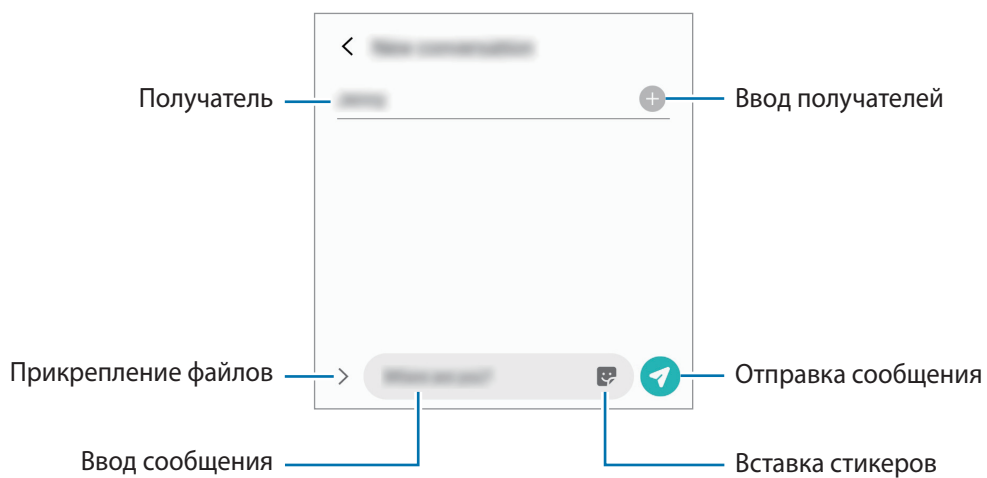 Получатель
Ввод получателей
Прикрепление файлов
Отправка сообщения
Ввод сообщения
Вставка стикеров